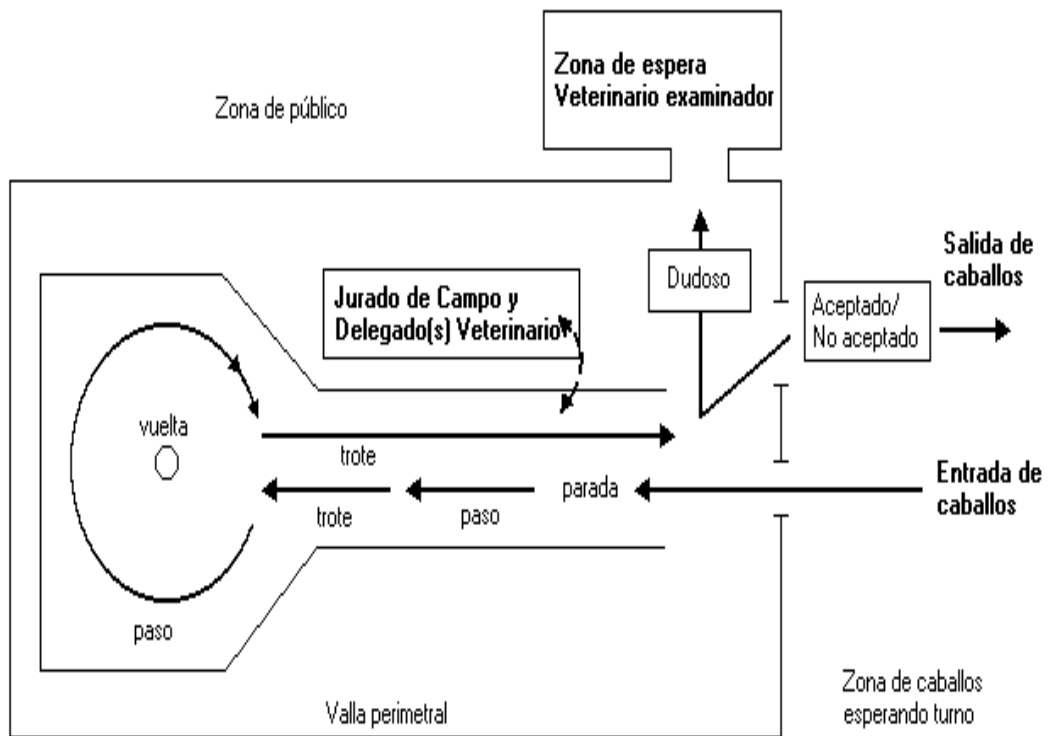 Zona de espera
Veterinario examinador
Zona de público
Salida de
caballos
Dudoso
Jurado de Campo y
Delegado(s) Veterinario
Aceptado/
No aceptado
vuelta
trote
Entrada de
caballos
parada
trote
paso
paso
Zona de caballos
esperando turno
Valla perimetral